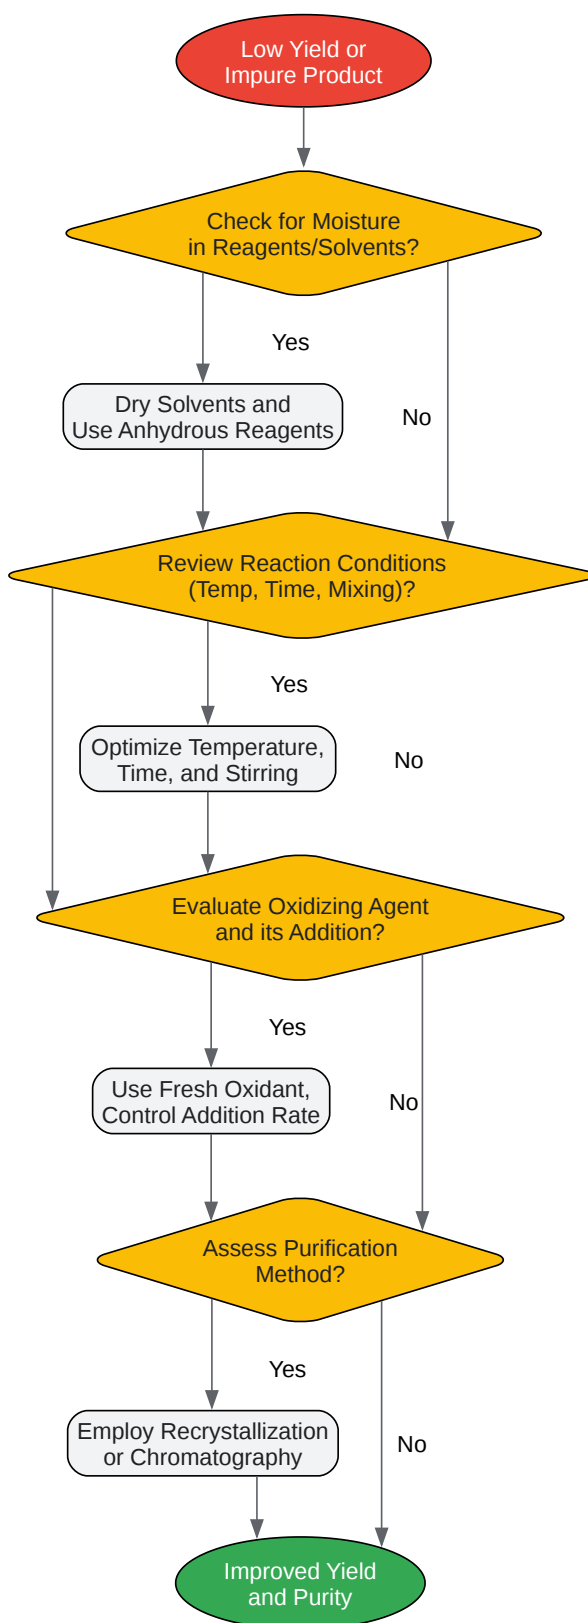 Low Yield or
Impure Product
Check for Moisture
in Reagents/Solvents?
Yes
Dry Solvents and
Use Anhydrous Reagents
No
Review Reaction Conditions
(Temp, Time, Mixing)?
Yes
Optimize Temperature,
Time, and Stirring
No
Evaluate Oxidizing Agent
and its Addition?
Yes
Use Fresh Oxidant,
Control Addition Rate
No
Assess Purification
Method?
Yes
Employ Recrystallization
or Chromatography
No
Improved Yield
and Purity